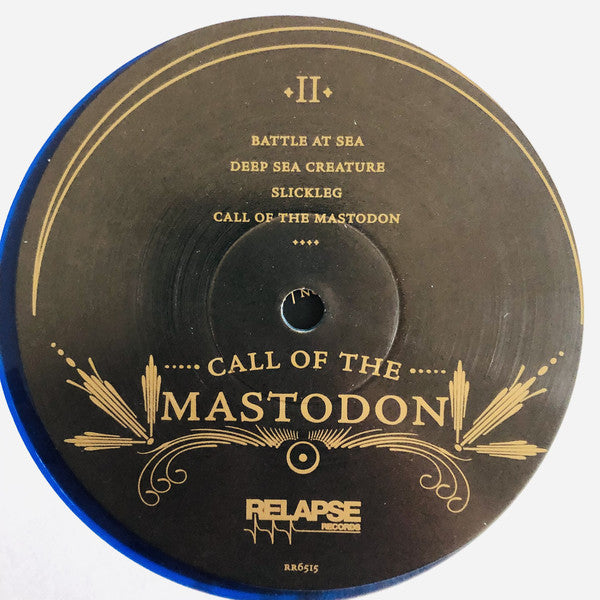 II
BATTLE AT SEA
DEEP SEA CREATURE
SLICKLEG
CALL OF THE MASTODON
CALL OF THE
MASTODON
RELAPSE
RECORDS
RR6515